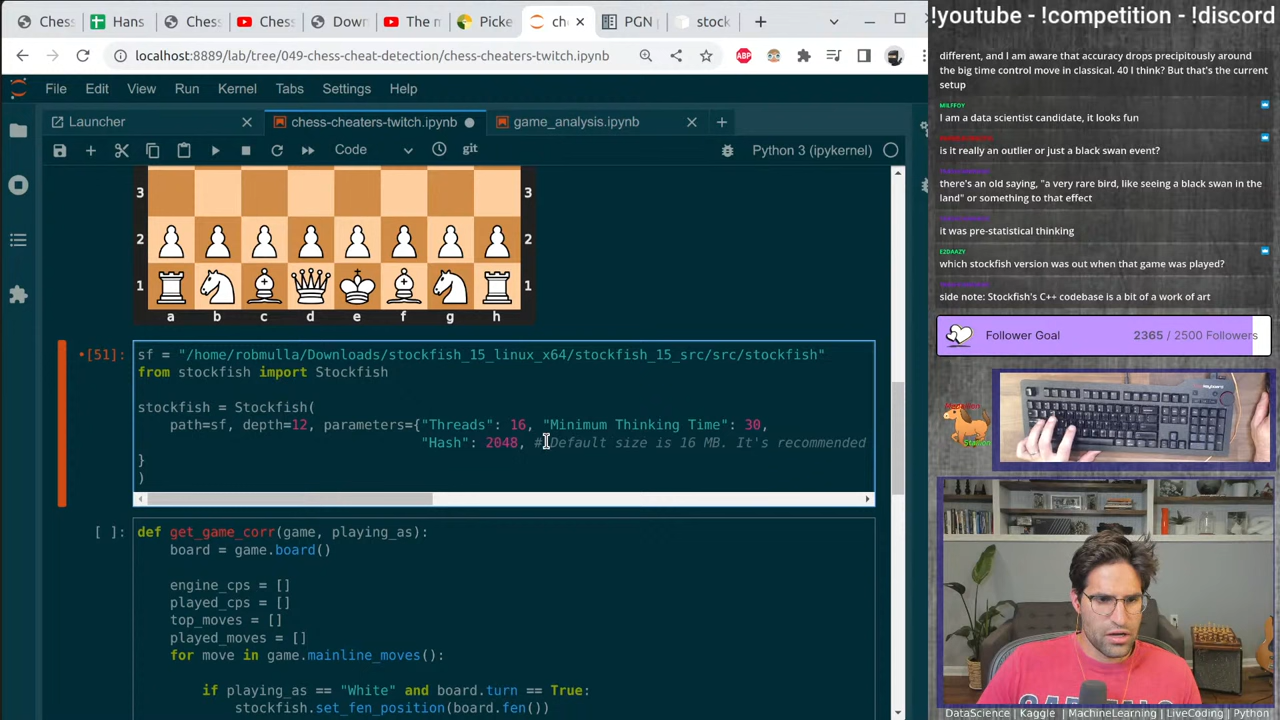 Chess
Hans
Chess
Chess
Down
The m
Picke
ch
PGN
stock
localhost:8889/lab/tree/049-chess-cheat-detection/chess-cheaters-twitch.ipynb
ABP
File Edit View Run Kernel Tabs Settings Help
Launcher
chess-cheaters-twitch.ipynb
game_analysis.ipynb
Code
git
Python 3 (ipykernel)
3 3
2 2
1 1
a b c d e f g h
[51]:
sf = "/home/robmulla/Downloads/stockfish_15_linux_x64/stockfish_15_src/src/stockfish"
from stockfish import Stockfish
stockfish = Stockfish(
path=sf, depth=12, parameters={"Threads": 16, "Minimum Thinking Time": 30,
"Hash": 2048, # Default size is 16 MB. It's recommended
}
)
[ ]:
def get_game_corr(game, playing_as):
board = game.board()
engine_cps = []
played_cps = []
top_moves = []
played_moves = []
for move in game.mainline_moves():
if playing_as == "White" and board.turn == True:
stockfish.set_fen_position(board.fen())
!youtube - !competition - !discord
different, and I am aware that accuracy drops precipitously around
the big time control move in classical. 40 I think? But that's the current
setup
MILFFOY
I am a data scientist candidate, it looks fun
is it really an outlier or just a black swan event?
there's an old saying, "a very rare bird, like seeing a black swan in the
land" or something to that effect
it was pre-statistical thinking
E2DAAZY
which stockfish version was out when that game was played?
side note: Stockfish's C++ codebase is a bit of a work of art
Follower Goal 2365 / 2500 Followers
Medallion
Stallion
DataScience | Kaggle | MachineLearning | LiveCoding | Python